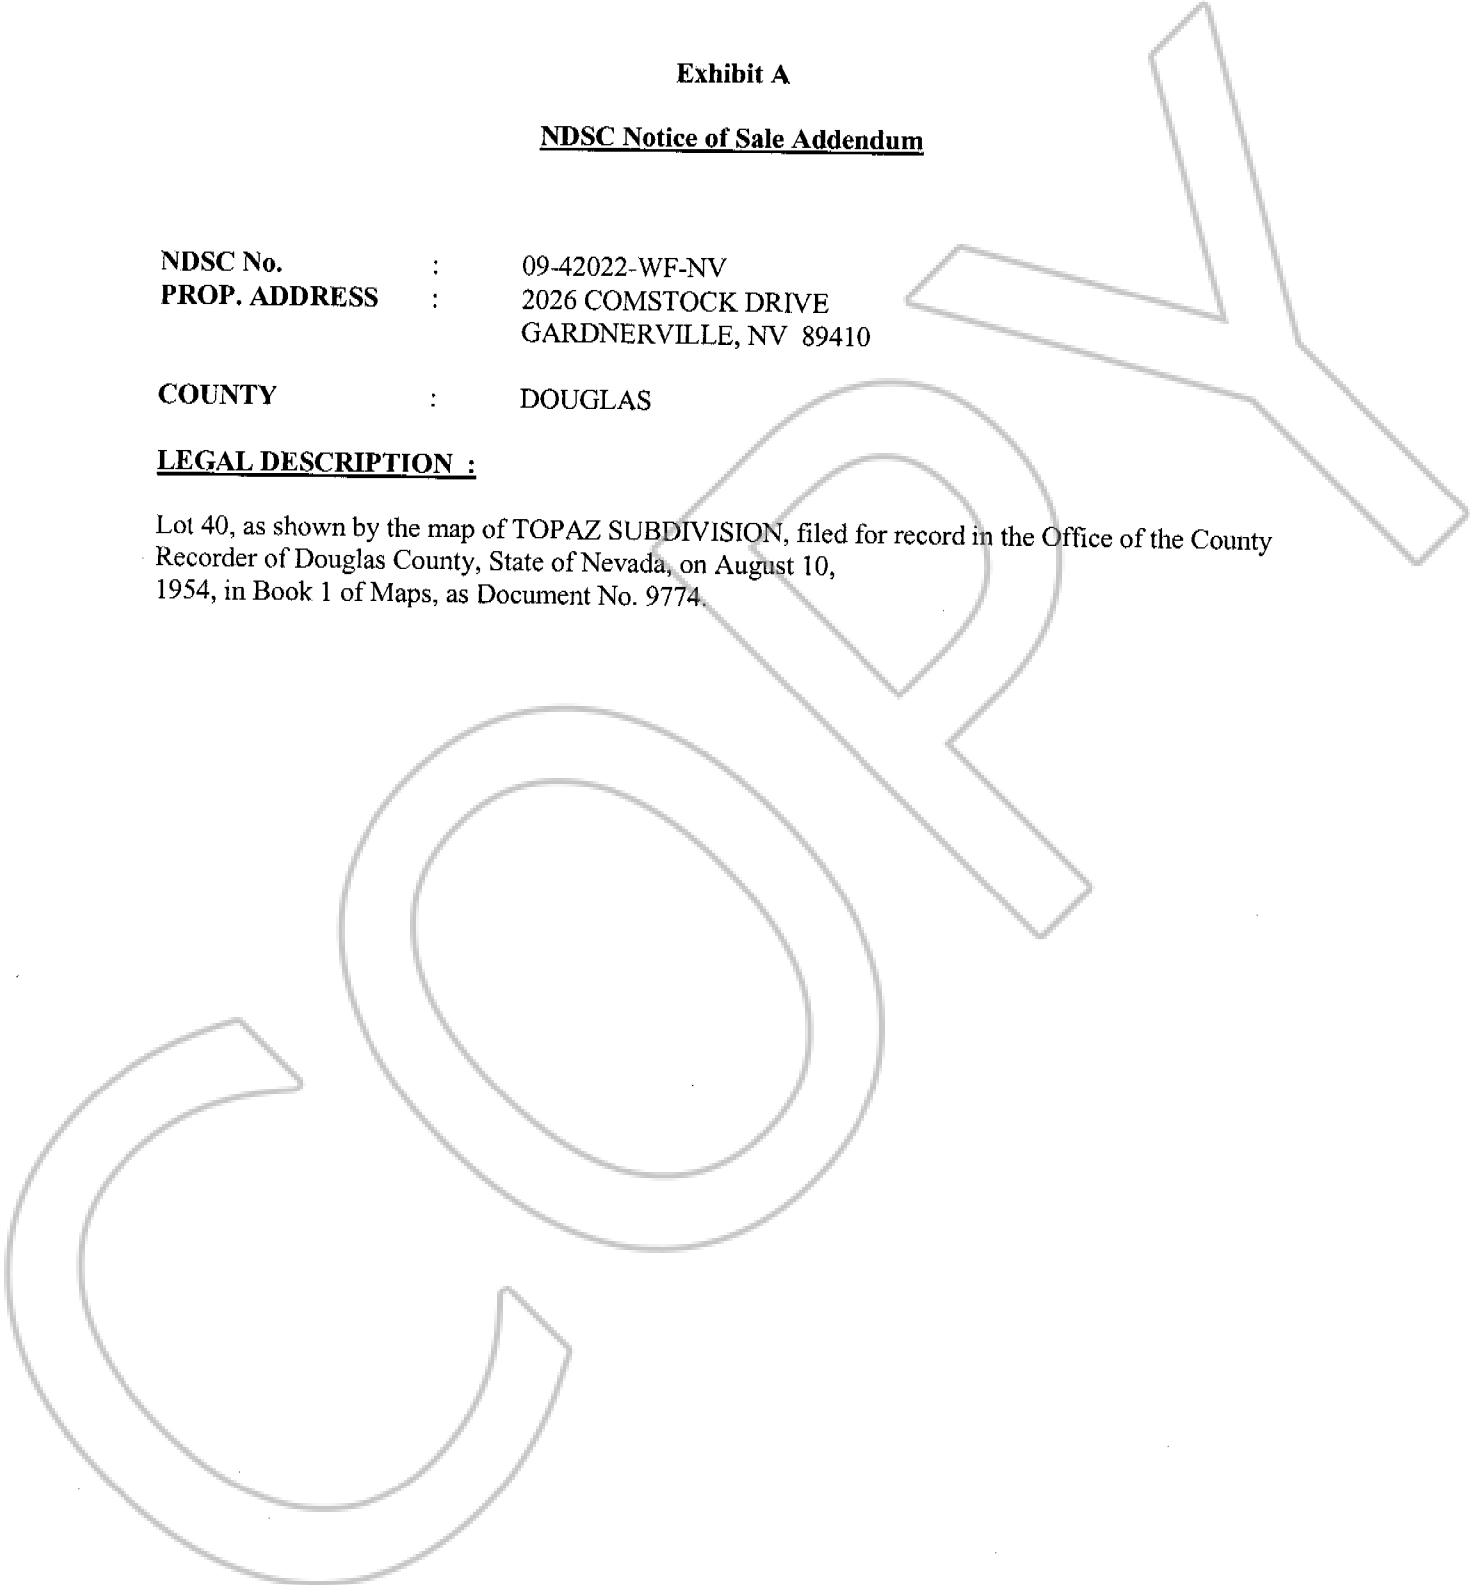 Exhibit A
NDSC Notice of Sale Addendum
NDSC No. : 09-42022-WF-NV
PROP. ADDRESS : 2026 COMSTOCK DRIVE
GARDNERVILLE, NV 89410
COUNTY : DOUGLAS
LEGAL DESCRIPTION :
Lot 40, as shown by the map of TOPAZ SUBDIVISION, filed for record in the Office of the County
Recorder of Douglas County, State of Nevada, on August 10,
1954, in Book 1 of Maps, as Document No. 9774.
COPY